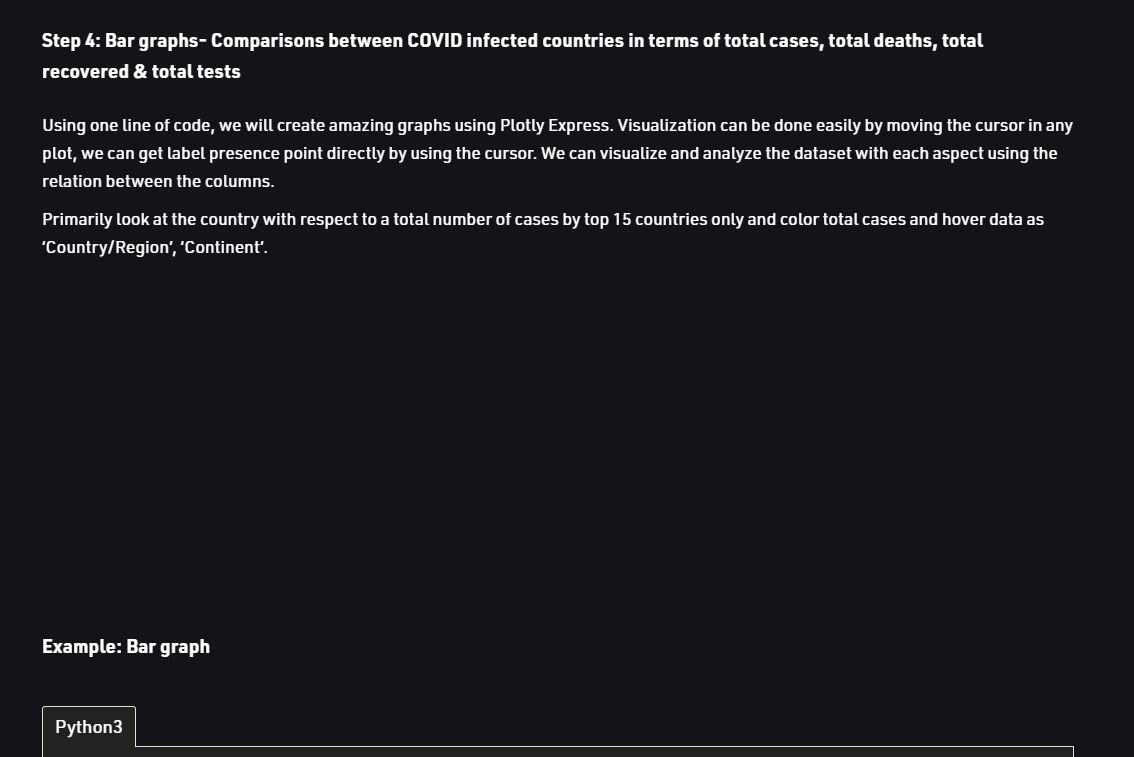 Step 4: Bar graphs- Comparisons between COVID infected countries in terms of total cases, total deaths, total
recovered & total tests
Using one line of code, we will create amazing graphs using Plotly Express. Visualization can be done easily by moving the cursor in any
plot, we can get label presence point directly by using the cursor. We can visualize and analyze the dataset with each aspect using the
relation between the columns.
Primarily look at the country with respect to a total number of cases by top 15 countries only and color total cases and hover data as
‘Country/Region’, ‘Continent’.
Example: Bar graph
Python3